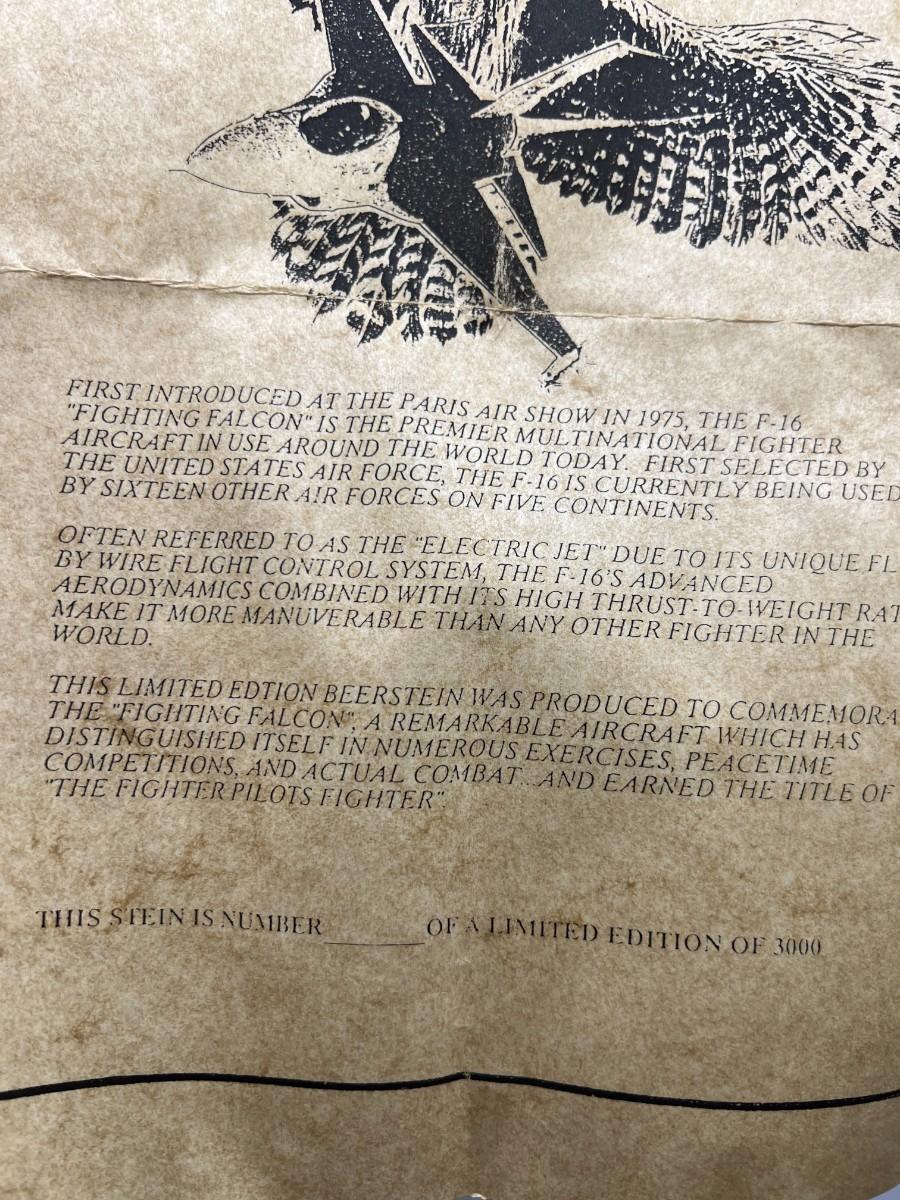 FIRST INTRODUCED AT THE PARIS AIR SHOW IN 1975, THE F-16
"FIGHTING FALCON" IS THE PREMIER MULTINATIONAL FIGHTER
AIRCRAFT IN USE AROUND THE WORLD TODAY. FIRST SELECTED BY
THE UNITED STATES AIR FORCE, THE F-16 IS CURRENTLY BEING USED
BY SIXTEEN OTHER AIR FORCES ON FIVE CONTINENTS.
OFTEN REFERRED TO AS THE "ELECTRIC JET" DUE TO ITS UNIQUE FL
BY WIRE FLIGHT CONTROL SYSTEM, THE F-16'S ADVANCED
AERODYNAMICS COMBINED WITH ITS HIGH THRUST-TO-WEIGHT RAT
MAKE IT MORE MANUVERABLE THAN ANY OTHER FIGHTER IN THE
WORLD.
THIS LIMITED EDTION BEERSTEIN WAS PRODUCED TO COMMEMORA
THE "FIGHTING FALCON", A REMARKABLE AIRCRAFT WHICH HAS
DISTINGUISHED ITSELF IN NUMEROUS EXERCISES, PEACETIME
COMPETITIONS, AND ACTUAL COMBAT...AND EARNED THE TITLE OF
"THE FIGHTER PILOTS FIGHTER".
THIS STEIN IS NUMBER________OF A LIMITED EDITION OF 3000